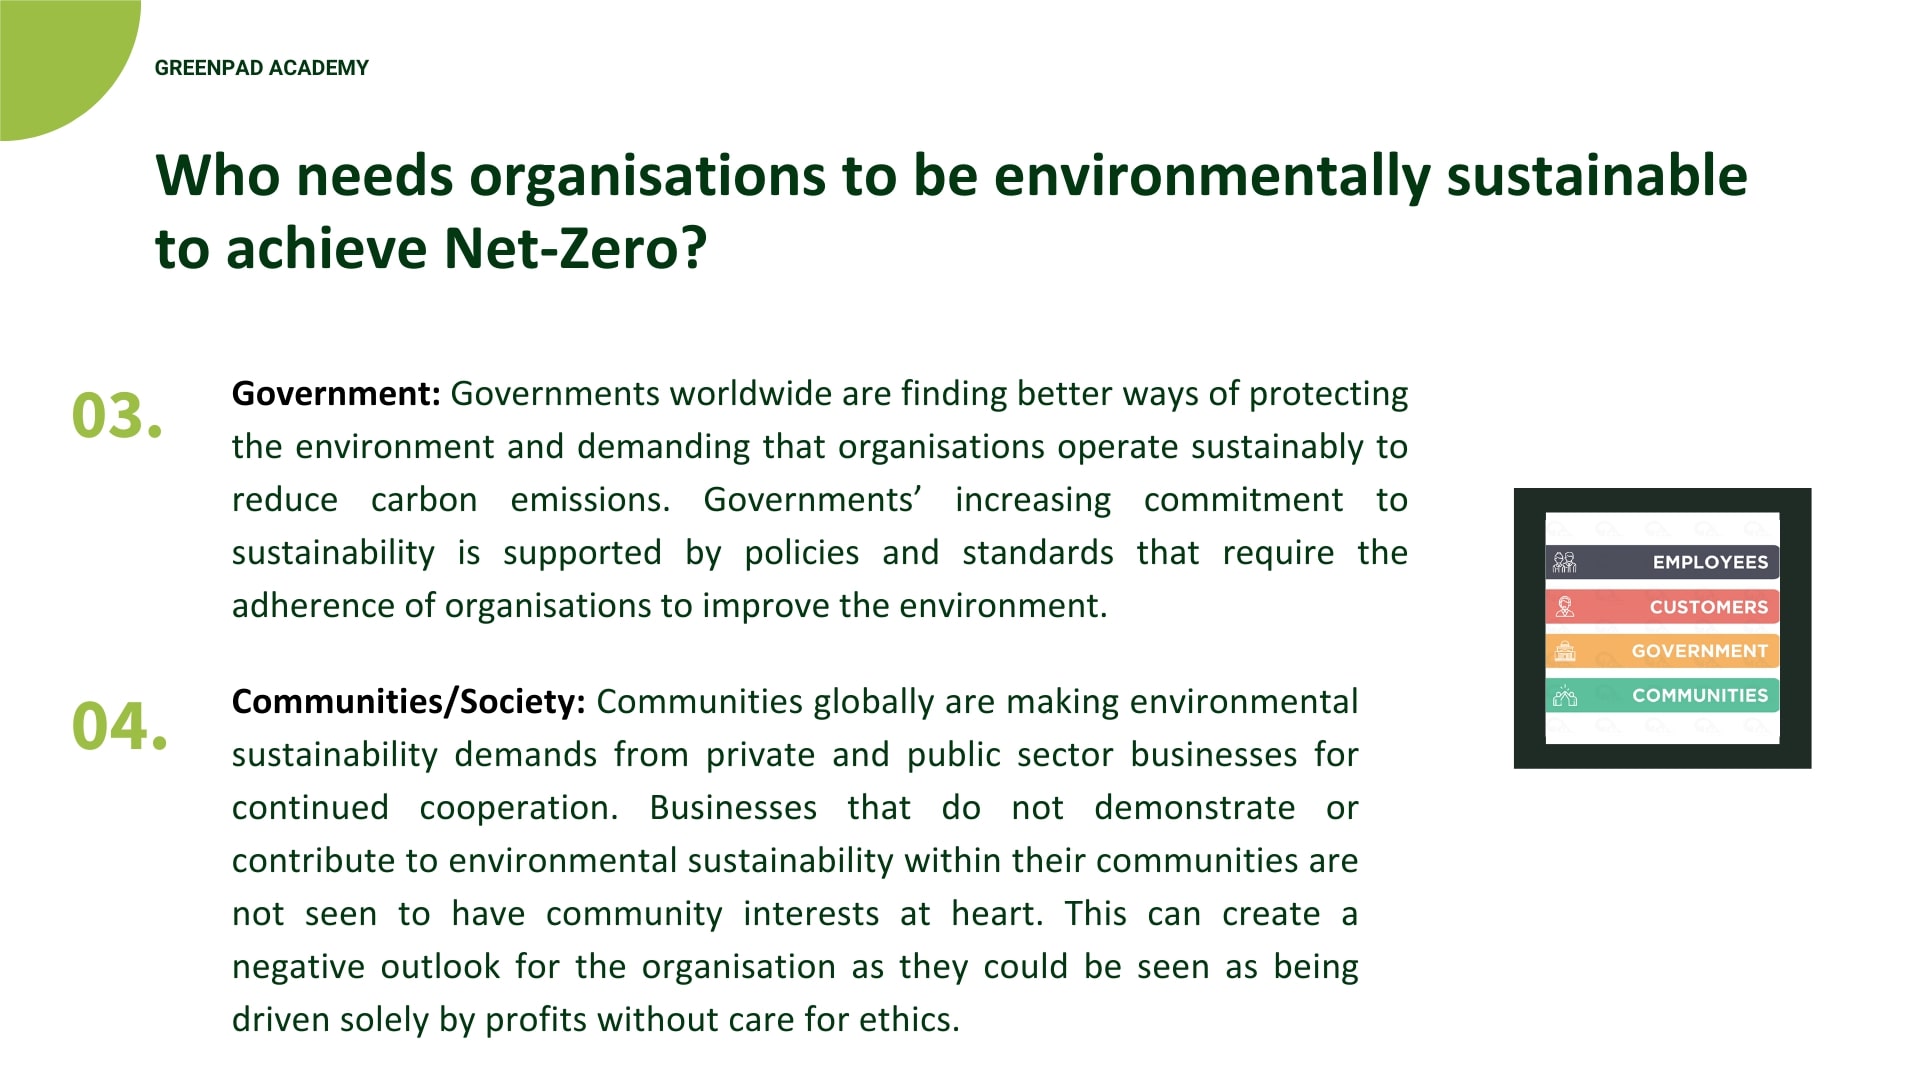 GREENPAD ACADEMY
Who needs organisations to be environmentally sustainable
to achieve Net-Zero?
03.
Government: Governments worldwide are finding better ways of protecting
the environment and demanding that organisations operate sustainably to
reduce carbon emissions. Governments’ increasing commitment to
sustainability is supported by policies and standards that require the
adherence of organisations to improve the environment.
04.
Communities/Society: Communities globally are making environmental
sustainability demands from private and public sector businesses for
continued cooperation. Businesses that do not demonstrate or
contribute to environmental sustainability within their communities are
not seen to have community interests at heart. This can create a
negative outlook for the organisation as they could be seen as being
driven solely by profits without care for ethics.
EMPLOYEES
CUSTOMERS
GOVERNMENT
COMMUNITIES